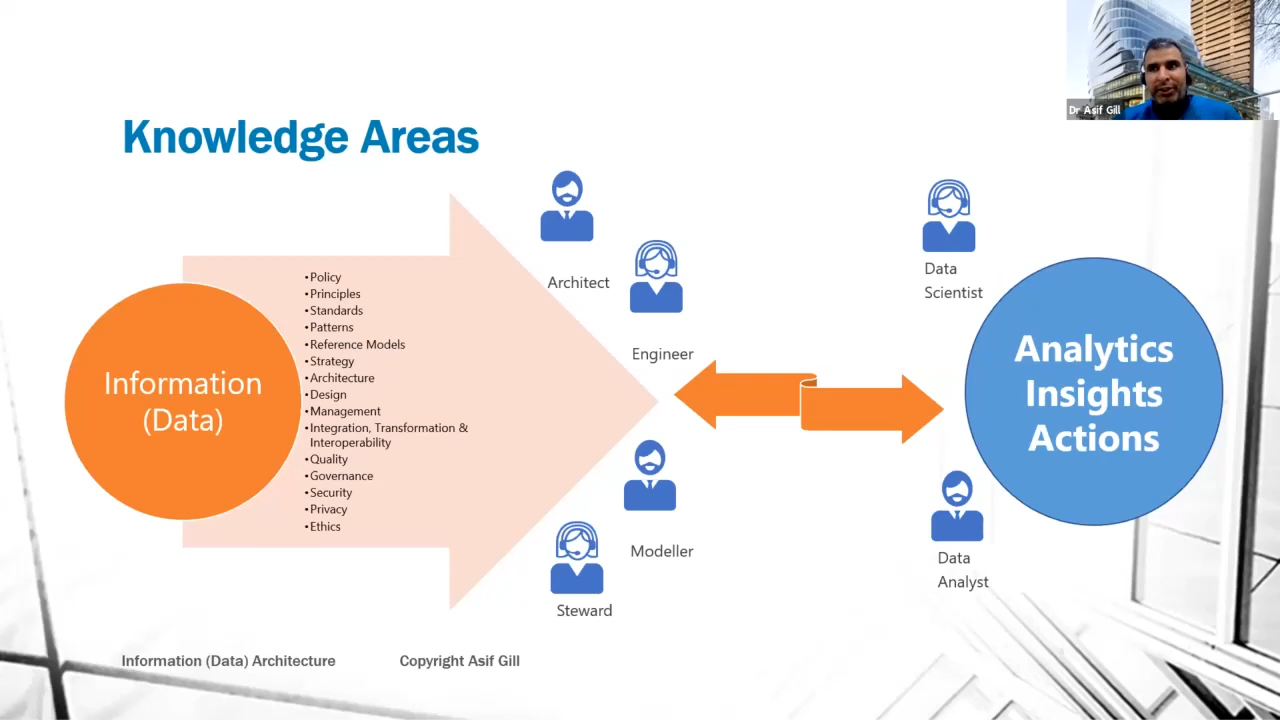 Dr Asif Gill
Knowledge Areas
Information
(Data)
•Policy
•Principles
•Standards
•Patterns
•Reference Models
•Strategy
•Architecture
•Design
•Management
•Integration, Transformation &
Interoperability
•Quality
•Governance
•Security
•Privacy
•Ethics
Architect
Engineer
Modeller
Steward
Data
Scientist
Analytics
Insights
Actions
Data
Analyst
Information (Data) Architecture
Copyright Asif Gill